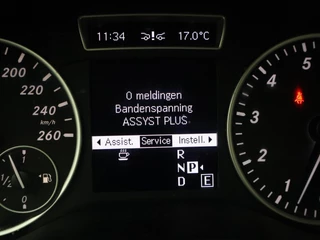 11:34 17.0°C
0 meldingen
Bandenspanning
ASSYST PLUS
Assist. Service Instell.
R
N P
D E
200
220
240
km/h
260
1
1/2
0
5
4
3
2
1